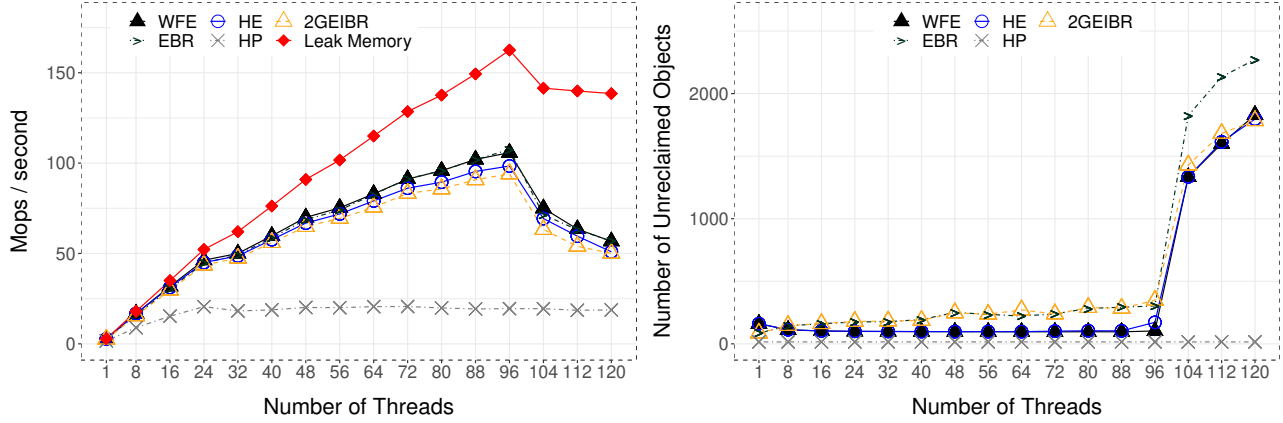 WFE HE 2GEIBR
EBR HP Leak Memory
Mops / second
150
100
50
0
1 8 16 24 32 40 48 56 64 72 80 88 96 104 112 120
Number of Threads
WFE HE 2GEIBR
EBR HP
Number of Unreclaimed Objects
2000
1000
0
1 8 16 24 32 40 48 56 64 72 80 88 96 104 112 120
Number of Threads